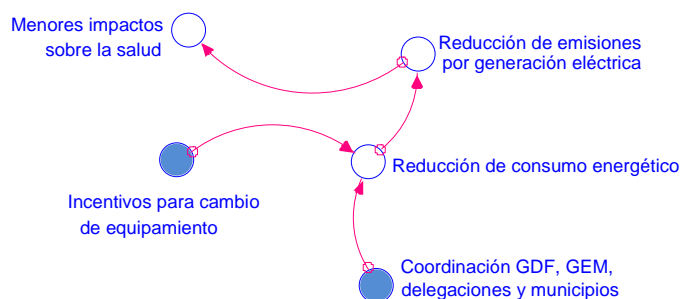 Menores impactos
sobre la salud
Reducción de emisiones
por generación eléctrica
Reducción de consumo energético
Incentivos para cambio
de equipamiento
Coordinación GDF, GEM,
delegaciones y municipios